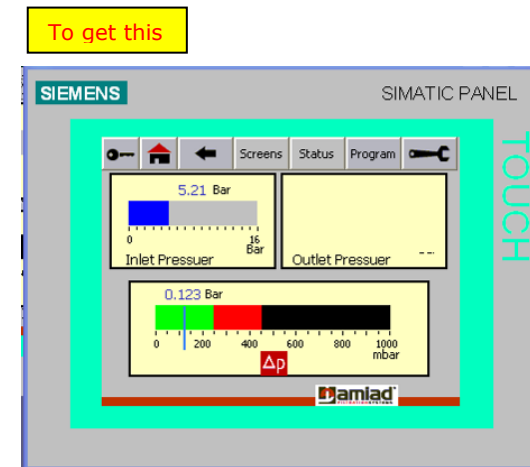 To get this
SIEMENS
SIMATIC PANEL
TOUCH
Screens
Status
Program
5.21 Bar
0
16
Bar
Inlet Pressuer
Outlet Pressuer
--
0.123 Bar
0 200 400 600 800 1000
mbar
Δp
amiad